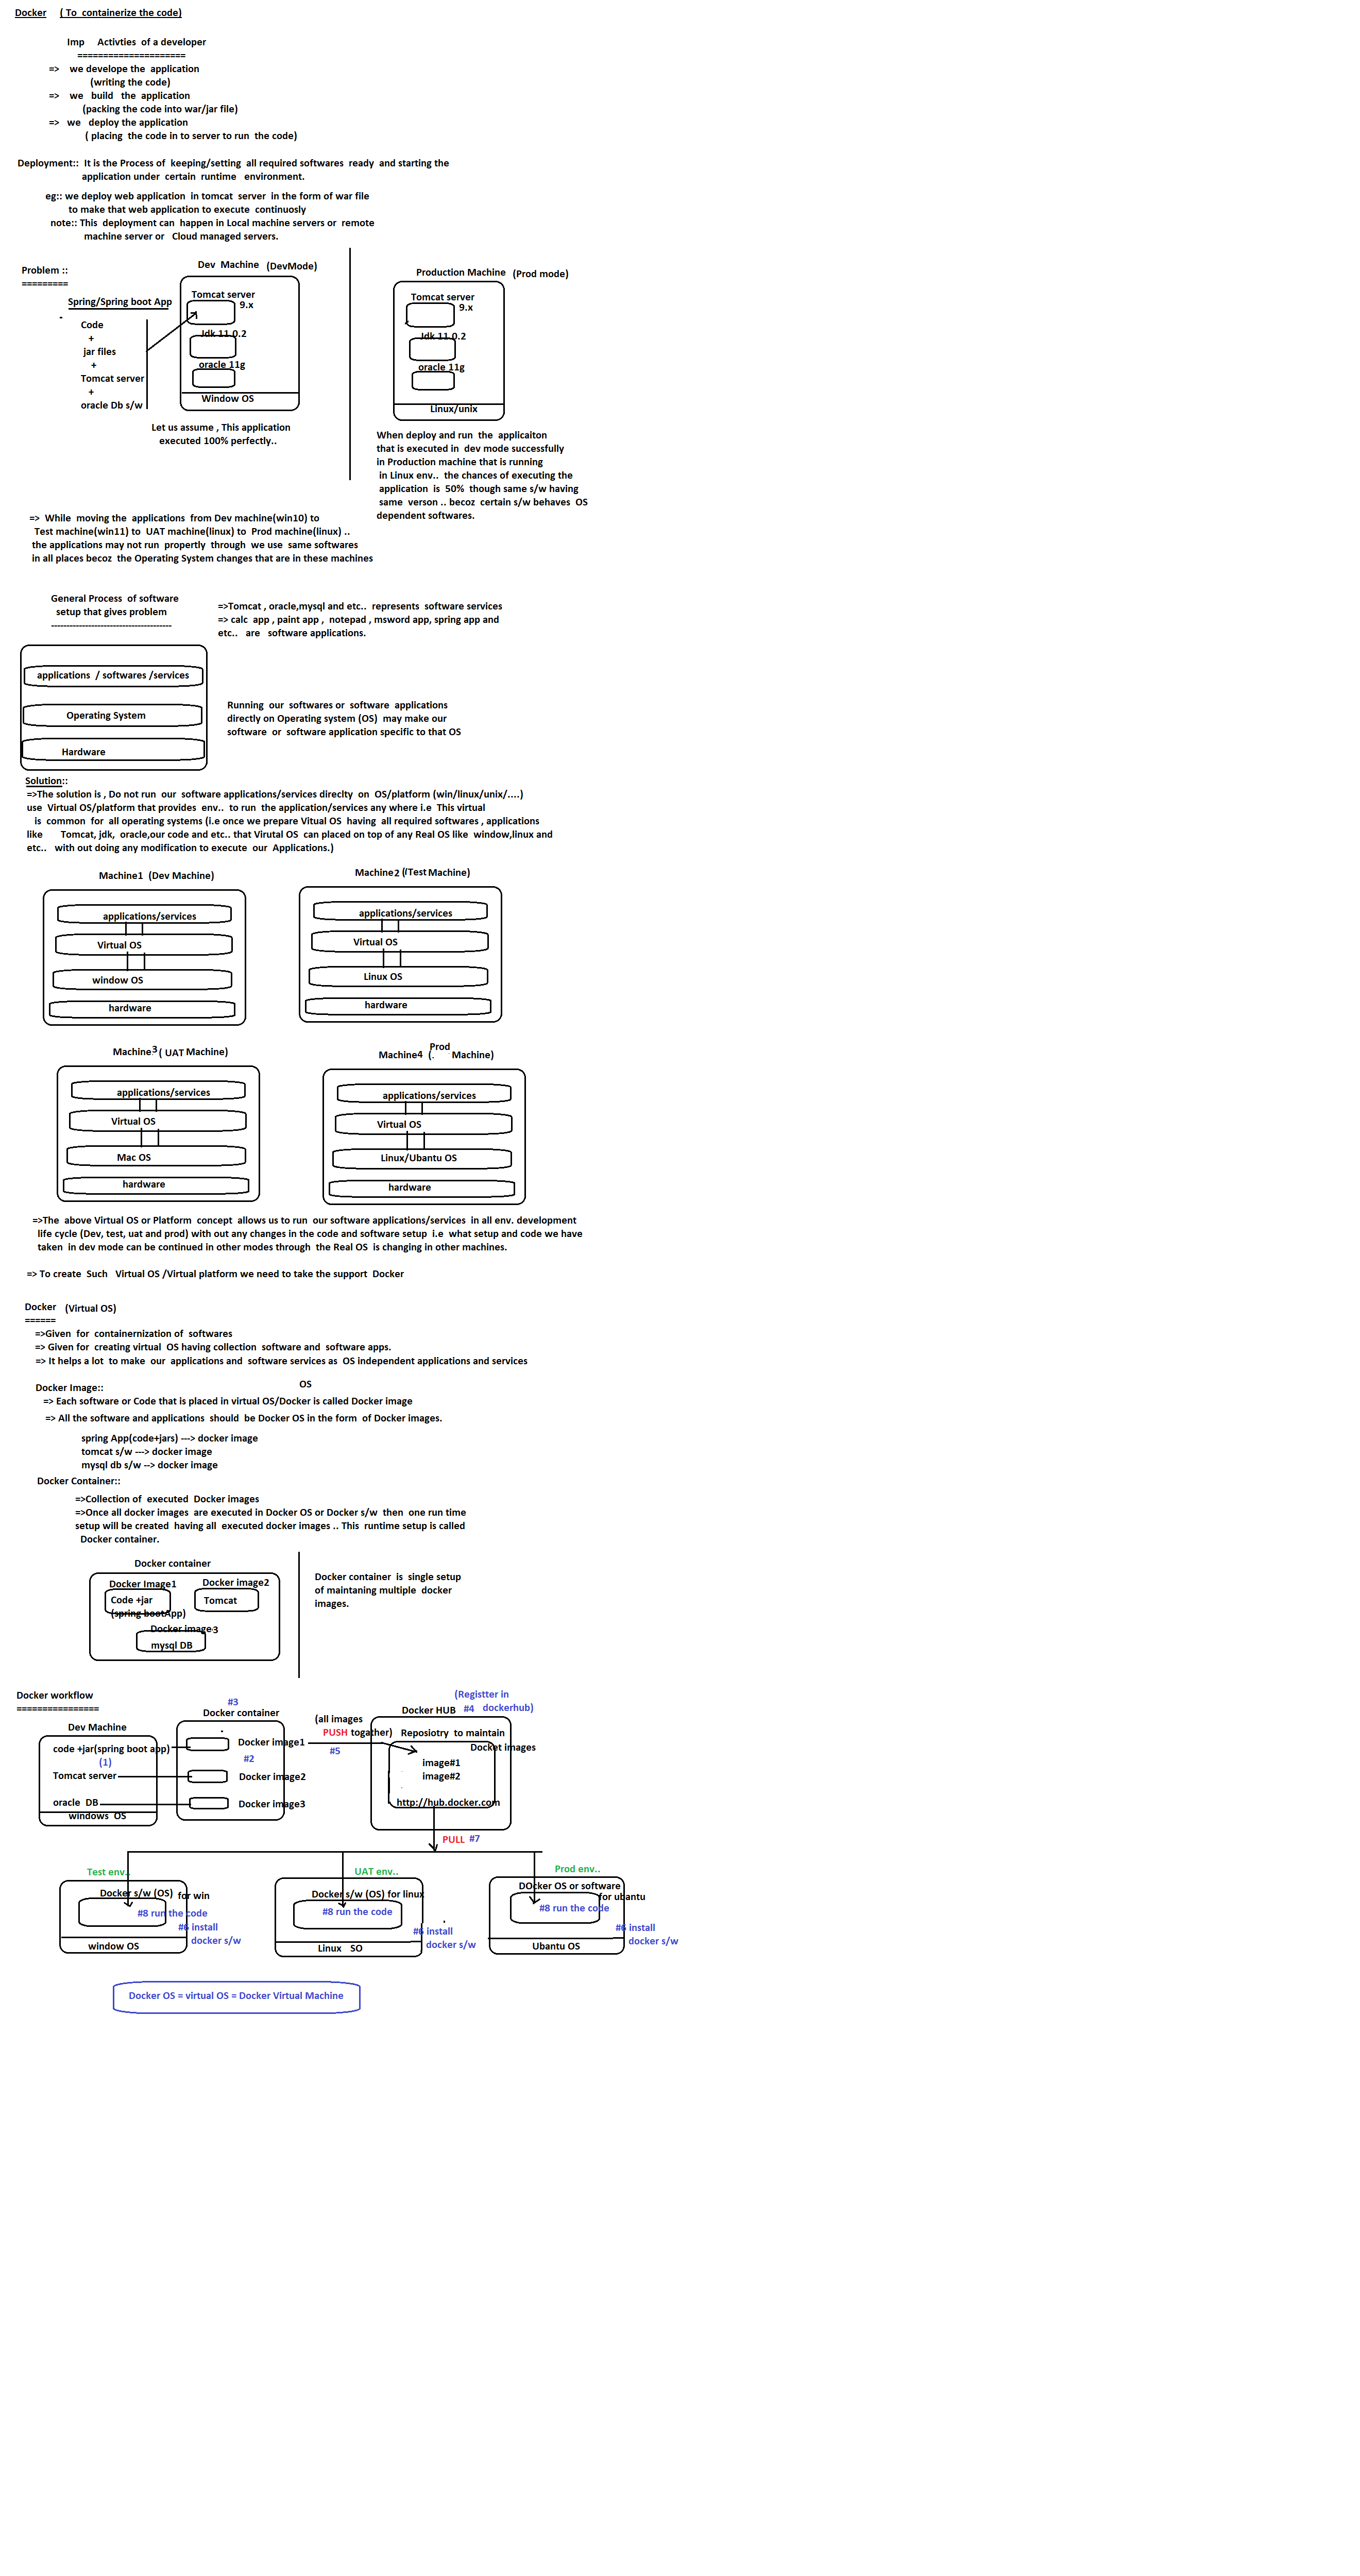 Docker ( To containerize the code)
Imp Activties of a developer
=====================
=> we develope the application
(writing the code)
=> we build the application
(packing the code into war/jar file)
=> we deploy the application
( placing the code in to server to run the code)
Deployment:: It is the Process of keeping/setting all required softwares ready and starting the
application under certain runtime environment.
eg:: we deploy web application in tomcat server in the form of war file
to make that web application to execute continuosly
note:: This deployment can happen in Local machine servers or remote
machine server or Cloud managed servers.
Problem ::
=========
Spring/Spring boot App
Code
+
jar files
+
Tomcat server
+
oracle Db s/w
Dev Machine (DevMode)
Tomcat server
9.x
Jdk 11.0.2
oracle 11g
Window OS
Let us assume , This application
executed 100% perfectly..
Production Machine (Prod mode)
Tomcat server
9.x
Jdk 11.0.2
oracle 11g
Linux/unix
When deploy and run the applicaiton
that is executed in dev mode successfully
in Production machine that is running
in Linux env.. the chances of executing the
application is 50% though same s/w having
same verson .. becoz certain s/w behaves OS
dependent softwares.
=> While moving the applications from Dev machine(win10) to
Test machine(win11) to UAT machine(linux) to Prod machine(linux) ..
the applications may not run propertly through we use same softwares
in all places becoz the Operating System changes that are in these machines
General Process of software
setup that gives problem
---------------------------------------
=>Tomcat , oracle,mysql and etc.. represents software services
=> calc app , paint app , notepad , msword app, spring app and
etc.. are software applications.
applications / softwares /services
Operating System
Hardware
Running our softwares or software applications
directly on Operating system (OS) may make our
software or software application specific to that OS
Solution::
=>The solution is , Do not run our software applications/services direclty on OS/platform (win/linux/unix/....)
use Virtual OS/platform that provides env.. to run the application/services any where i.e This virtual
is common for all operating systems (i.e once we prepare Vitual OS having all required softwares , applications
like Tomcat, jdk, oracle,our code and etc.. that Virutal OS can placed on top of any Real OS like window,linux and
etc.. with out doing any modification to execute our Applications.)
Machine1 (Dev Machine)
applications/services
Virtual OS
window OS
hardware
Machine2 (/Test Machine)
applications/services
Virtual OS
Linux OS
hardware
Machine3 ( UAT Machine)
applications/services
Virtual OS
Mac OS
hardware
Machine4 (. Prod Machine)
applications/services
Virtual OS
Linux/Ubantu OS
hardware
=>The above Virtual OS or Platform concept allows us to run our software applications/services in all env. development
life cycle (Dev, test, uat and prod) with out any changes in the code and software setup i.e what setup and code we have
taken in dev mode can be continued in other modes through the Real OS is changing in other machines.
=> To create Such Virtual OS /Virtual platform we need to take the support Docker
Docker (Virtual OS)
======
=>Given for containernization of softwares
=> Given for creating virtual OS having collection software and software apps.
=> It helps a lot to make our applications and software services as OS independent applications and services
Docker Image::
OS
=> Each software or Code that is placed in virtual OS/Docker is called Docker image
=> All the software and applications should be Docker OS in the form of Docker images.
spring App(code+jars) ---> docker image
tomcat s/w ---> docker image
mysql db s/w --> docker image
Docker Container::
=>Collection of executed Docker images
=>Once all docker images are executed in Docker OS or Docker s/w then one run time
setup will be created having all executed docker images .. This runtime setup is called
Docker container.
Docker container
Docker Image1
Code +jar
(spring bootApp)
Docker image2
Tomcat
Docker image3
mysql DB
Docker container is single setup
of maintaning multiple docker
images.
Docker workflow
================
Dev Machine
code +jar(spring boot app)
(1)
Tomcat server
oracle DB
windows OS
#3
Docker container
Docker image1
#2
Docker image2
Docker image3
(all images
PUSH togather)
#5
(Registter in
dockerhub)
Docker HUB #4
Reposiotry to maintain
Docket images
image#1
image#2
http://hub.docker.com
PULL #7
Test env..
Docker s/w (OS) for win
#8 run the code
#6 install
docker s/w
window OS
UAT env..
Docker s/w (OS) for linux
#8 run the code
#6 install
docker s/w
Linux SO
Prod env..
DOcker OS or software
for ubantu
#8 run the code
#6 install
docker s/w
Ubantu OS
Docker OS = virtual OS = Docker Virtual Machine